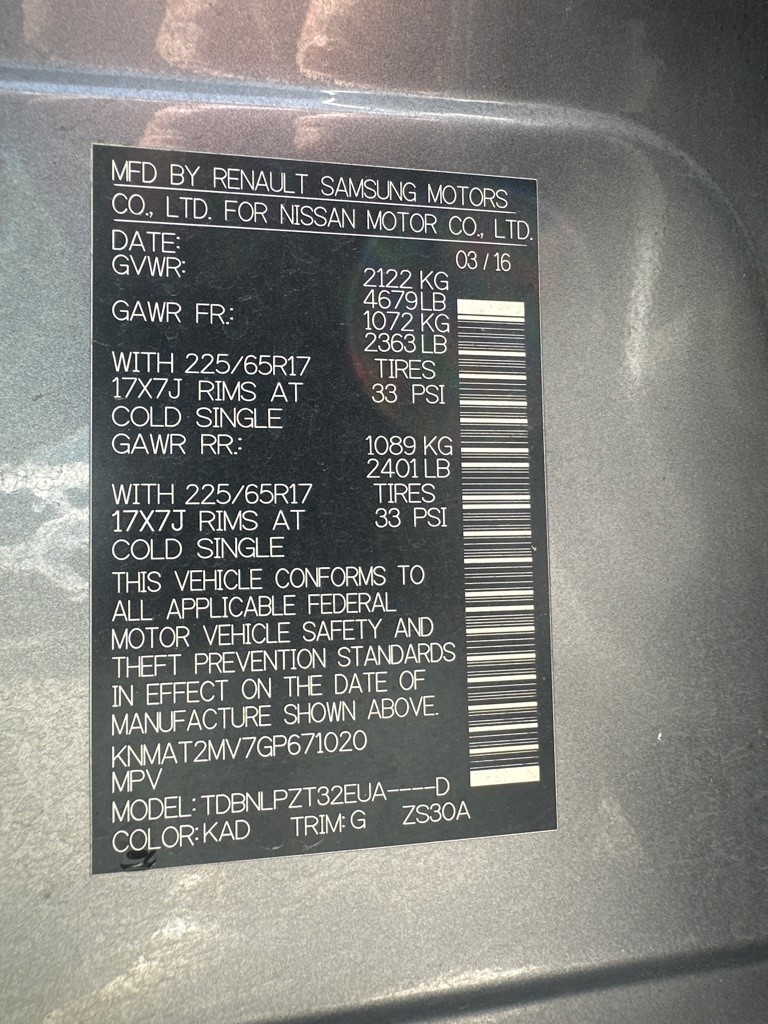 MFD BY RENAULT SAMSUNG MOTORS
CO., LTD. FOR NISSAN MOTOR CO., LTD.
DATE: 03 / 16
GVWR: 2122 KG
4679 LB
GAWR FR.: 1072 KG
2363 LB
WITH 225/65R17 TIRES
17X7J RIMS AT 33 PSI
COLD SINGLE
GAWR RR.: 1089 KG
2401 LB
WITH 225/65R17 TIRES
17X7J RIMS AT 33 PSI
COLD SINGLE
THIS VEHICLE CONFORMS TO
ALL APPLICABLE FEDERAL
MOTOR VEHICLE SAFETY AND
THEFT PREVENTION STANDARDS
IN EFFECT ON THE DATE OF
MANUFACTURE SHOWN ABOVE.
KNMAT2MV7GP671020
MPV
MODEL: TDBNLPZT32EUA----D
COLOR: KAD TRIM: G ZS30A